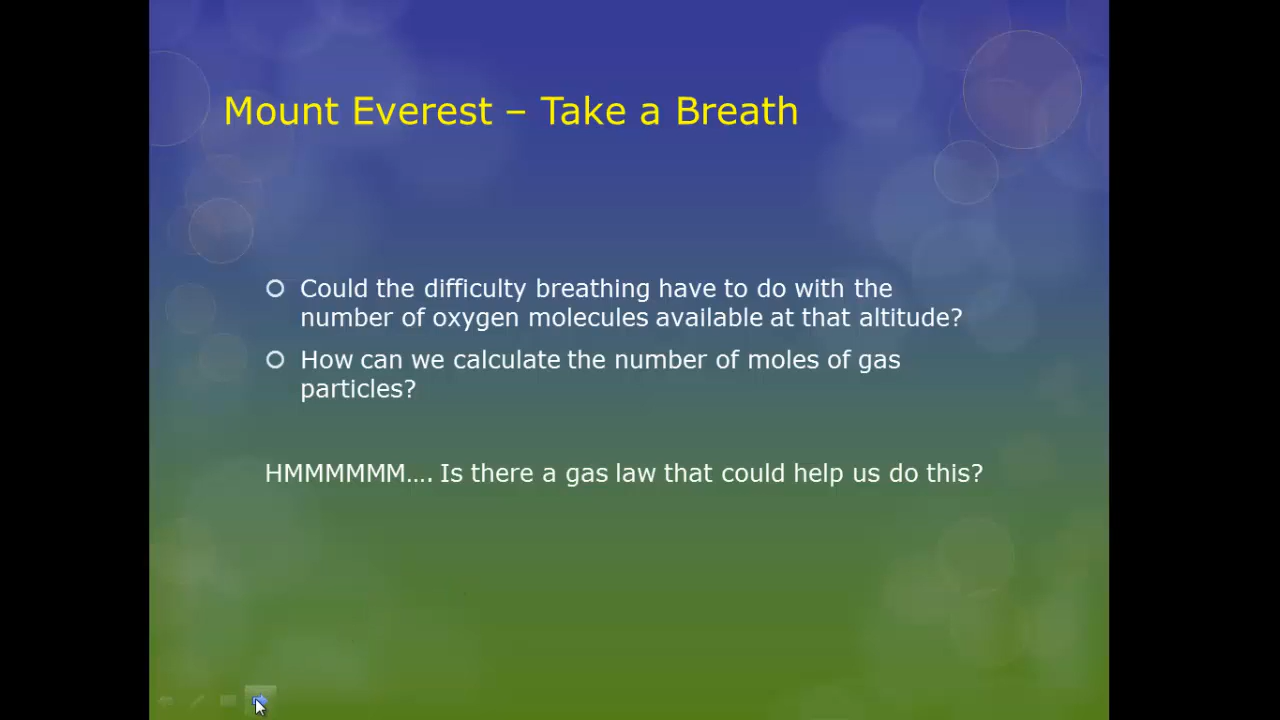 Mount Everest – Take a Breath
Could the difficulty breathing have to do with the
number of oxygen molecules available at that altitude?
How can we calculate the number of moles of gas
particles?
HMMMMMM…. Is there a gas law that could help us do this?